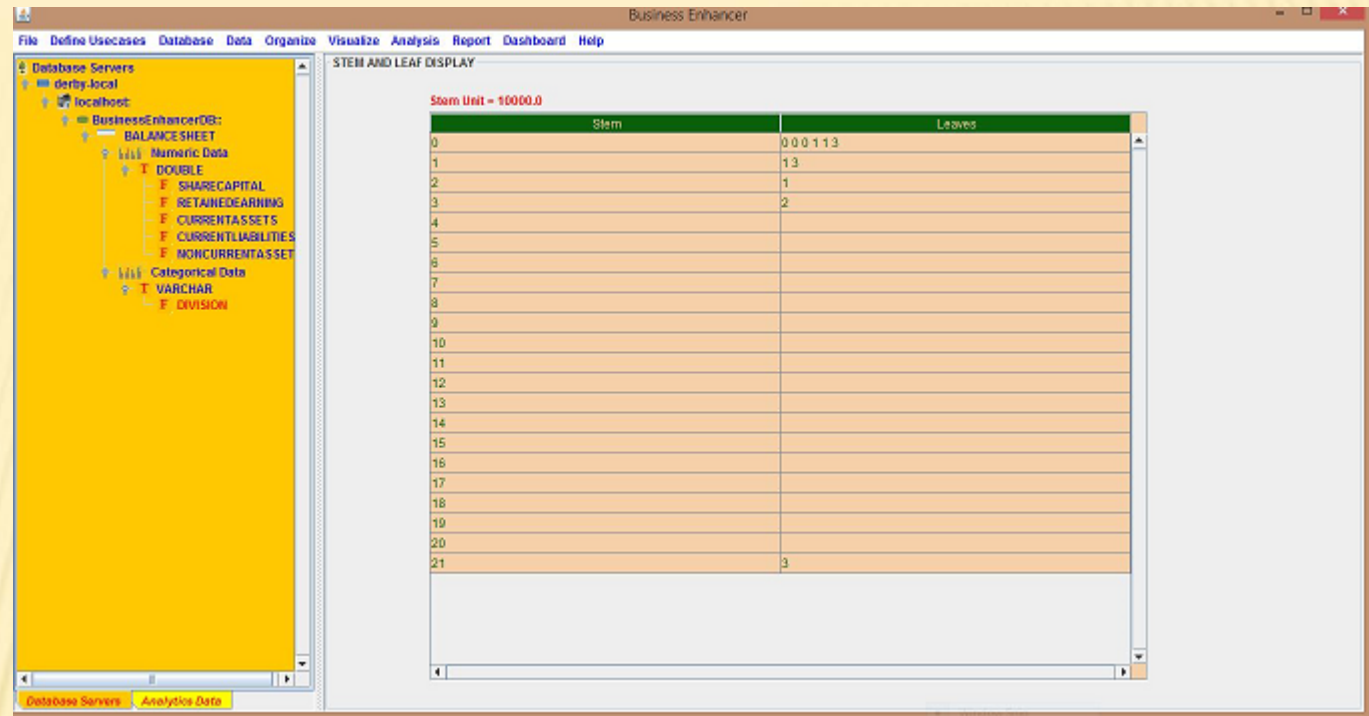 Business Enhancer
File Define Usecases Database Data Organize Visualize Analysis Report Dashboard Help
Database Servers
derby-local
localhost:
BusinessEnhancerDB::
BALANCESHEET
Numeric Data
T DOUBLE
F SHARECAPITAL
F RETAINEDEARNING
F CURRENTASSETS
F CURRENTLIABILITIES
F NONCURRENTASSET
Categorical Data
T VARCHAR
F DIVISION
Database Servers Analytics Data
STEM AND LEAF DISPLAY
Stem Unit = 10000.0
Stem Leaves
0 0 0 0 1 1 3
1 1 3
2 1
3 2
4
5
6
7
8
9
10
11
12
13
14
15
16
17
18
19
20
21 3